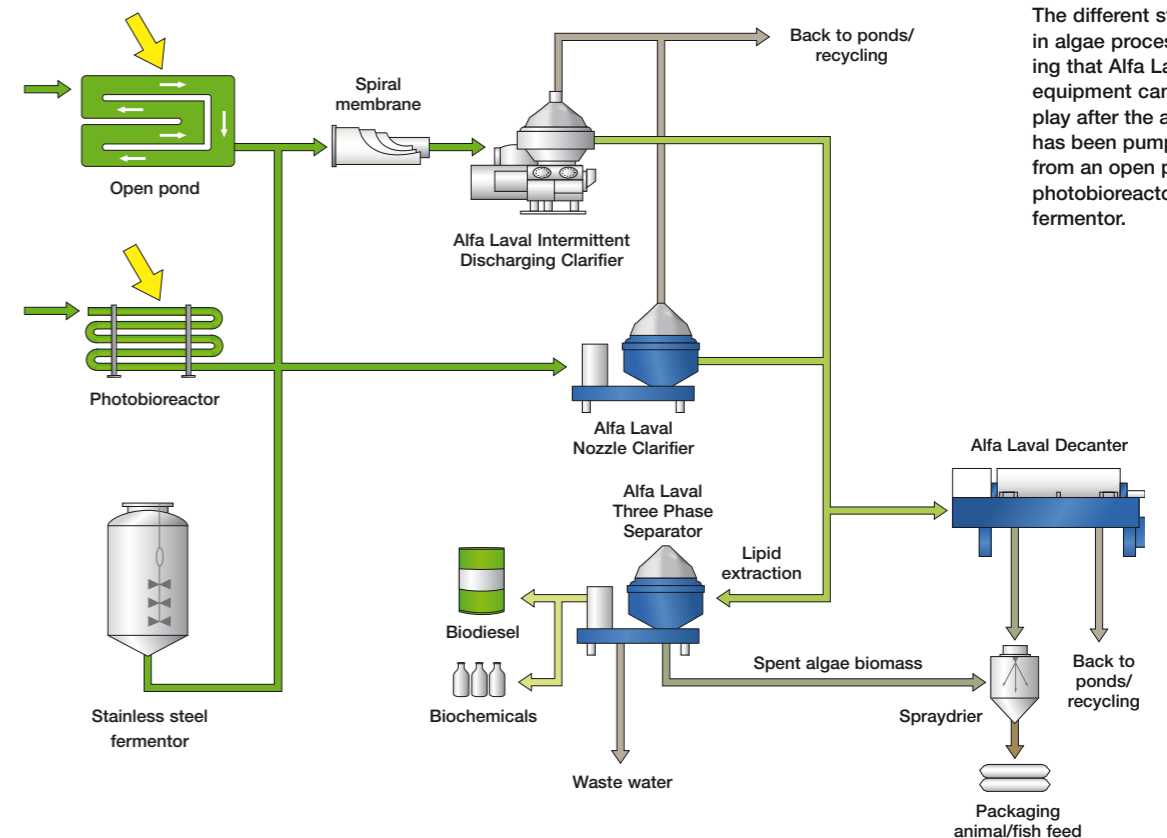 The different st
in algae proces
ing that Alfa La
equipment can
play after the a
has been pump
from an open p
photobioreacto
fermentor.
Back to ponds/
recycling
Spiral
membrane
Open pond
Alfa Laval Intermittent
Discharging Clarifier
Photobioreactor
Alfa Laval
Nozzle Clarifier
Alfa Laval Decanter
Alfa Laval
Three Phase
Separator
Lipid
extraction
Biodiesel
Spent algae biomass
Back to
ponds/
recycling
Biochemicals
Spraydrier
Stainless steel
fermentor
Waste water
Packaging
animal/fish feed